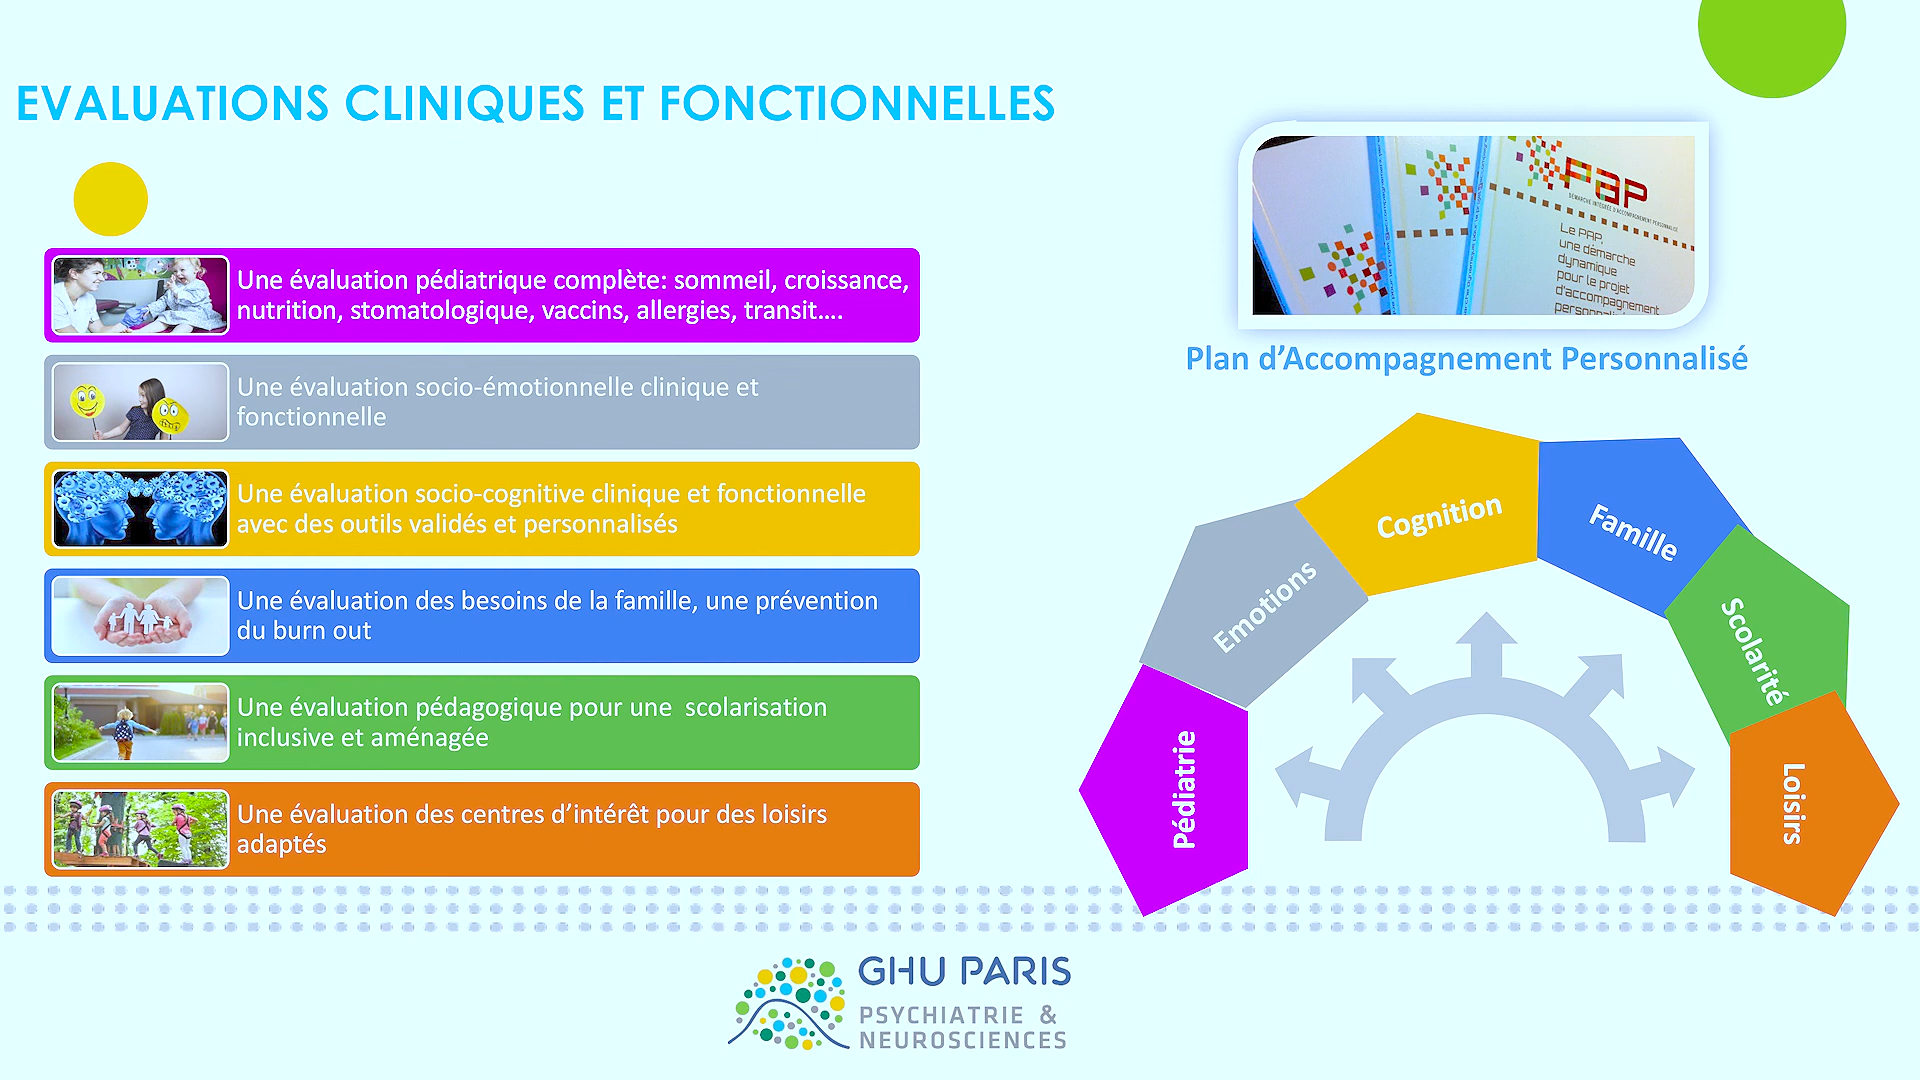 EVALUATIONS CLINIQUES ET FONCTIONNELLES
Une évaluation pédiatrique complète: sommeil, croissance,
nutrition, stomatologique, vaccins, allergies, transit....
Une évaluation socio-émotionnelle clinique et
fonctionnelle
Une évaluation socio-cognitive clinique et fonctionnelle
avec des outils validés et personnalisés
Une évaluation des besoins de la famille, une prévention
du burn out
Une évaluation pédagogique pour une  scolarisation
inclusive et aménagée
Une évaluation des centres d’intérêt pour des loisirs
adaptés
PaP
DEMARCHE INTÉGRÉE D'ACCOMPAGNEMENT PERSONNALISÉ
Le PAP,
une démarche
dynamique
pour le projet
d'accompagnement
Plan d’Accompagnement Personnalisé
Pédiatrie
Emotions
Cognition
Famille
Scolarité
Loisirs
GHU PARIS
PSYCHIATRIE &
NEUROSCIENCES